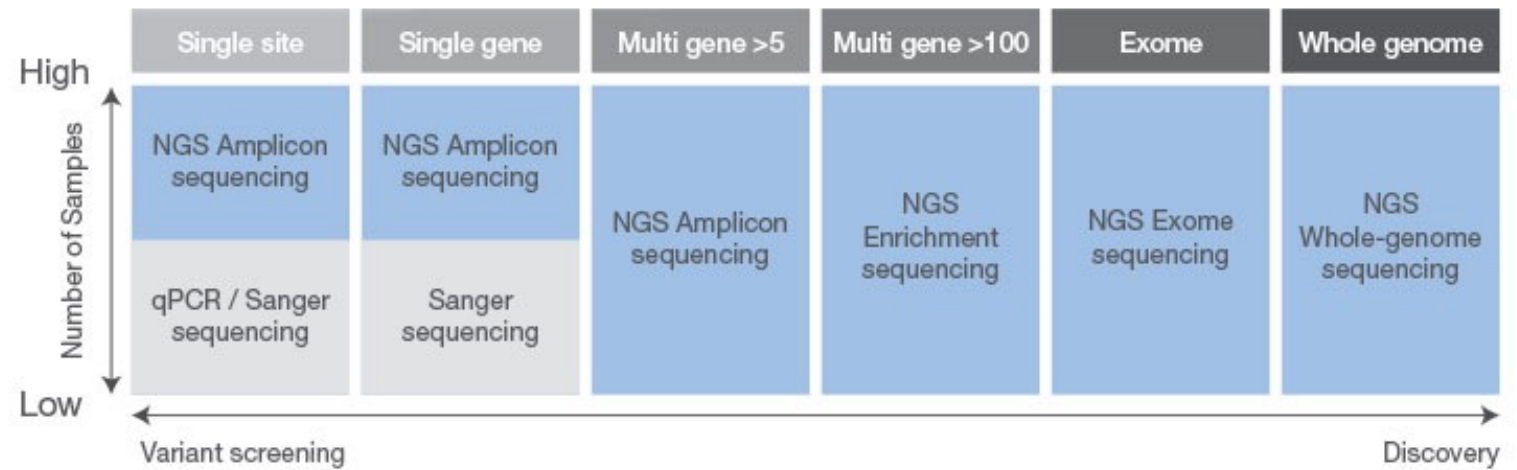 Single site
Single gene
Multi gene >5
Multi gene >100
Exome
Whole genome
High
Number of Samples
Low
NGS Amplicon
sequencing
NGS Amplicon
sequencing
qPCR / Sanger
sequencing
Sanger
sequencing
NGS Amplicon
sequencing
NGS
Enrichment
sequencing
NGS Exome
sequencing
NGS
Whole-genome
sequencing
Variant screening
Discovery